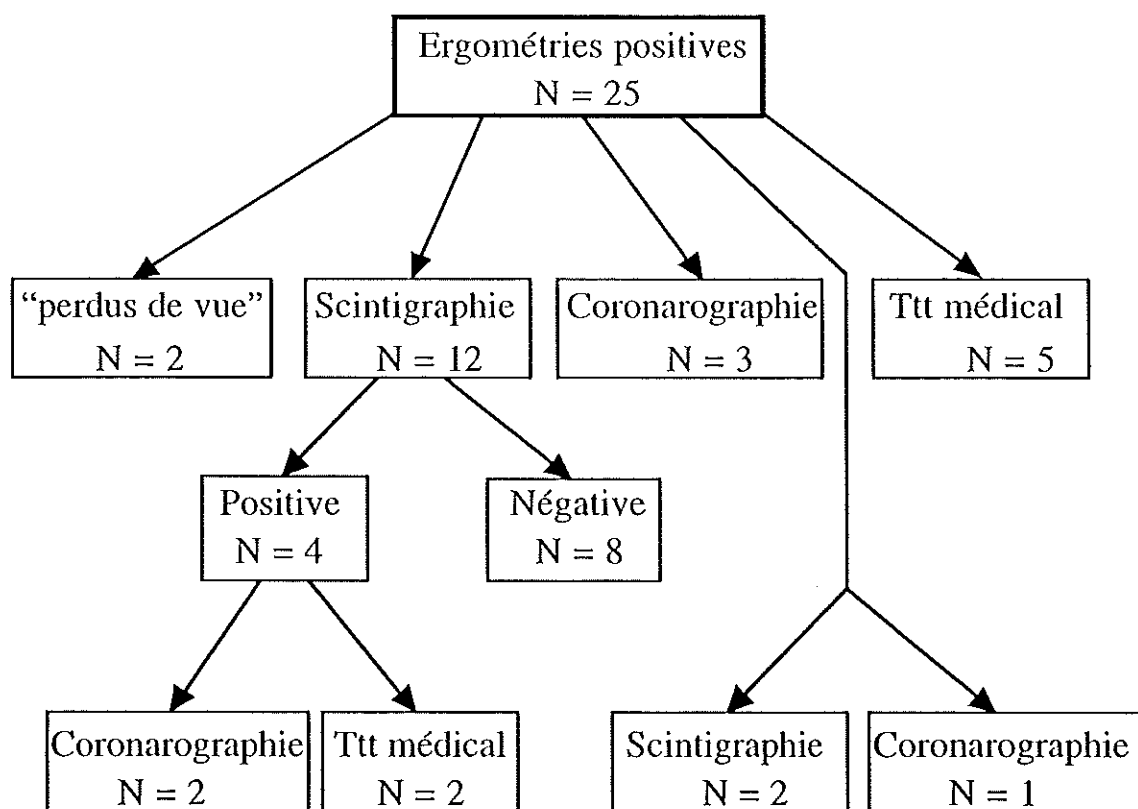 Ergométries positives
N = 25
“perdus de vue”
N = 2
Scintigraphie
N = 12
Coronarographie
N = 3
Ttt médical
N = 5
Positive
N = 4
Négative
N = 8
Coronarographie
N = 2
Ttt médical
N = 2
Scintigraphie
N = 2
Coronarographie
N = 1